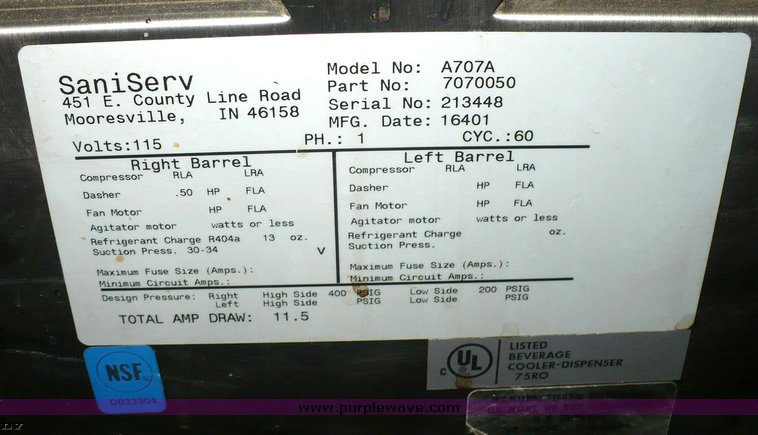 SaniServ
451 E. County Line Road
Mooresville, IN 46158
Model No: A707A
Part No: 7070050
Serial No: 213448
MFG. Date: 16401
Volts:115 PH.: 1 CYC.:60
Right Barrel
Compressor RLA LRA
Dasher .50 HP FLA
Fan Motor HP FLA
Agitator motor watts or less
Refrigerant Charge R404a 13 oz.
Suction Press. 30-34 V
Maximum Fuse Size (Amps.):
Minimum Circuit Amps.:
Left Barrel
Compressor RLA LRA
Dasher HP FLA
Fan Motor HP FLA
Agitator motor watts or less
Refrigerant Charge oz.
Suction Press.
Maximum Fuse Size (Amps.):
Minimum Circuit Amps.:
Design Pressure: Right High Side 400 PSIG Low Side 200 PSIG
Left High Side PSIG Low Side PSIG
TOTAL AMP DRAW: 11.5
NSF
D033904
C UL
LISTED
BEVERAGE
COOLER-DISPENSER
75RO
www.purplewave.com
LY